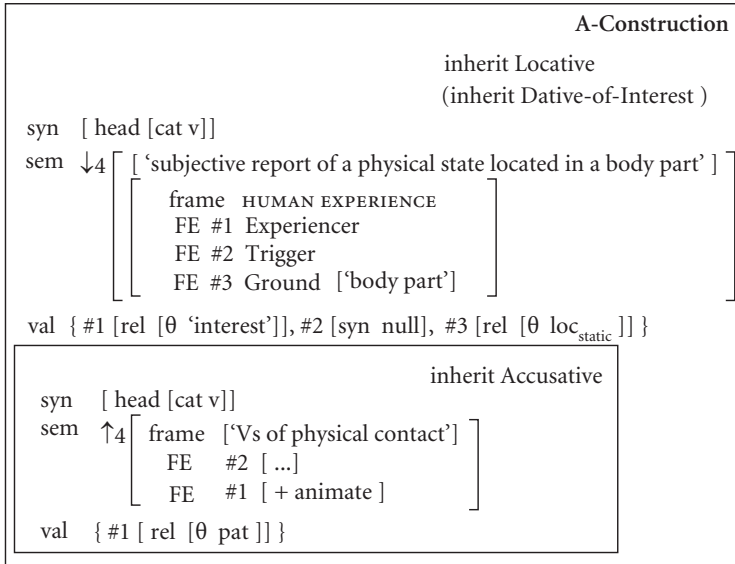 A-Construction
inherit Locative
(inherit Dative-of-Interest )
syn [ head [cat v]]
sem ↓4 [ [ ‘subjective report of a physical state located in a body part’ ]
frame HUMAN EXPERIENCE
FE #1 Experiencer
FE #2 Trigger
FE #3 Ground [‘body part’]
val { #1 [rel [θ ‘interest’]], #2 [syn null], #3 [rel [θ loc_static ]] }
inherit Accusative
syn [ head [cat v]]
sem ↑4 [ frame [‘Vs of physical contact’]
FE #2 [ ...]
FE #1 [ + animate ]
val { #1 [ rel [θ pat ]] }